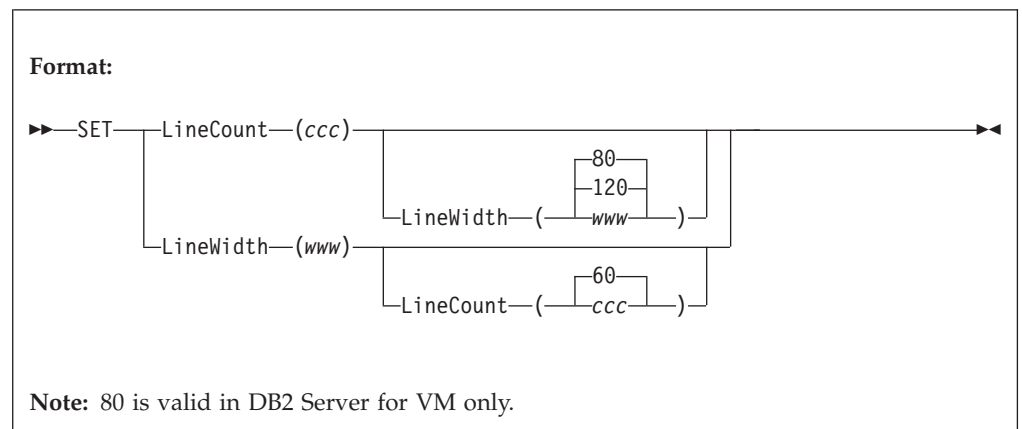 Format:
SET LineCount (ccc)
80
120
LineWidth ( www )
LineWidth (www)
60
LineCount ( ccc )
Note: 80 is valid in DB2 Server for VM only.